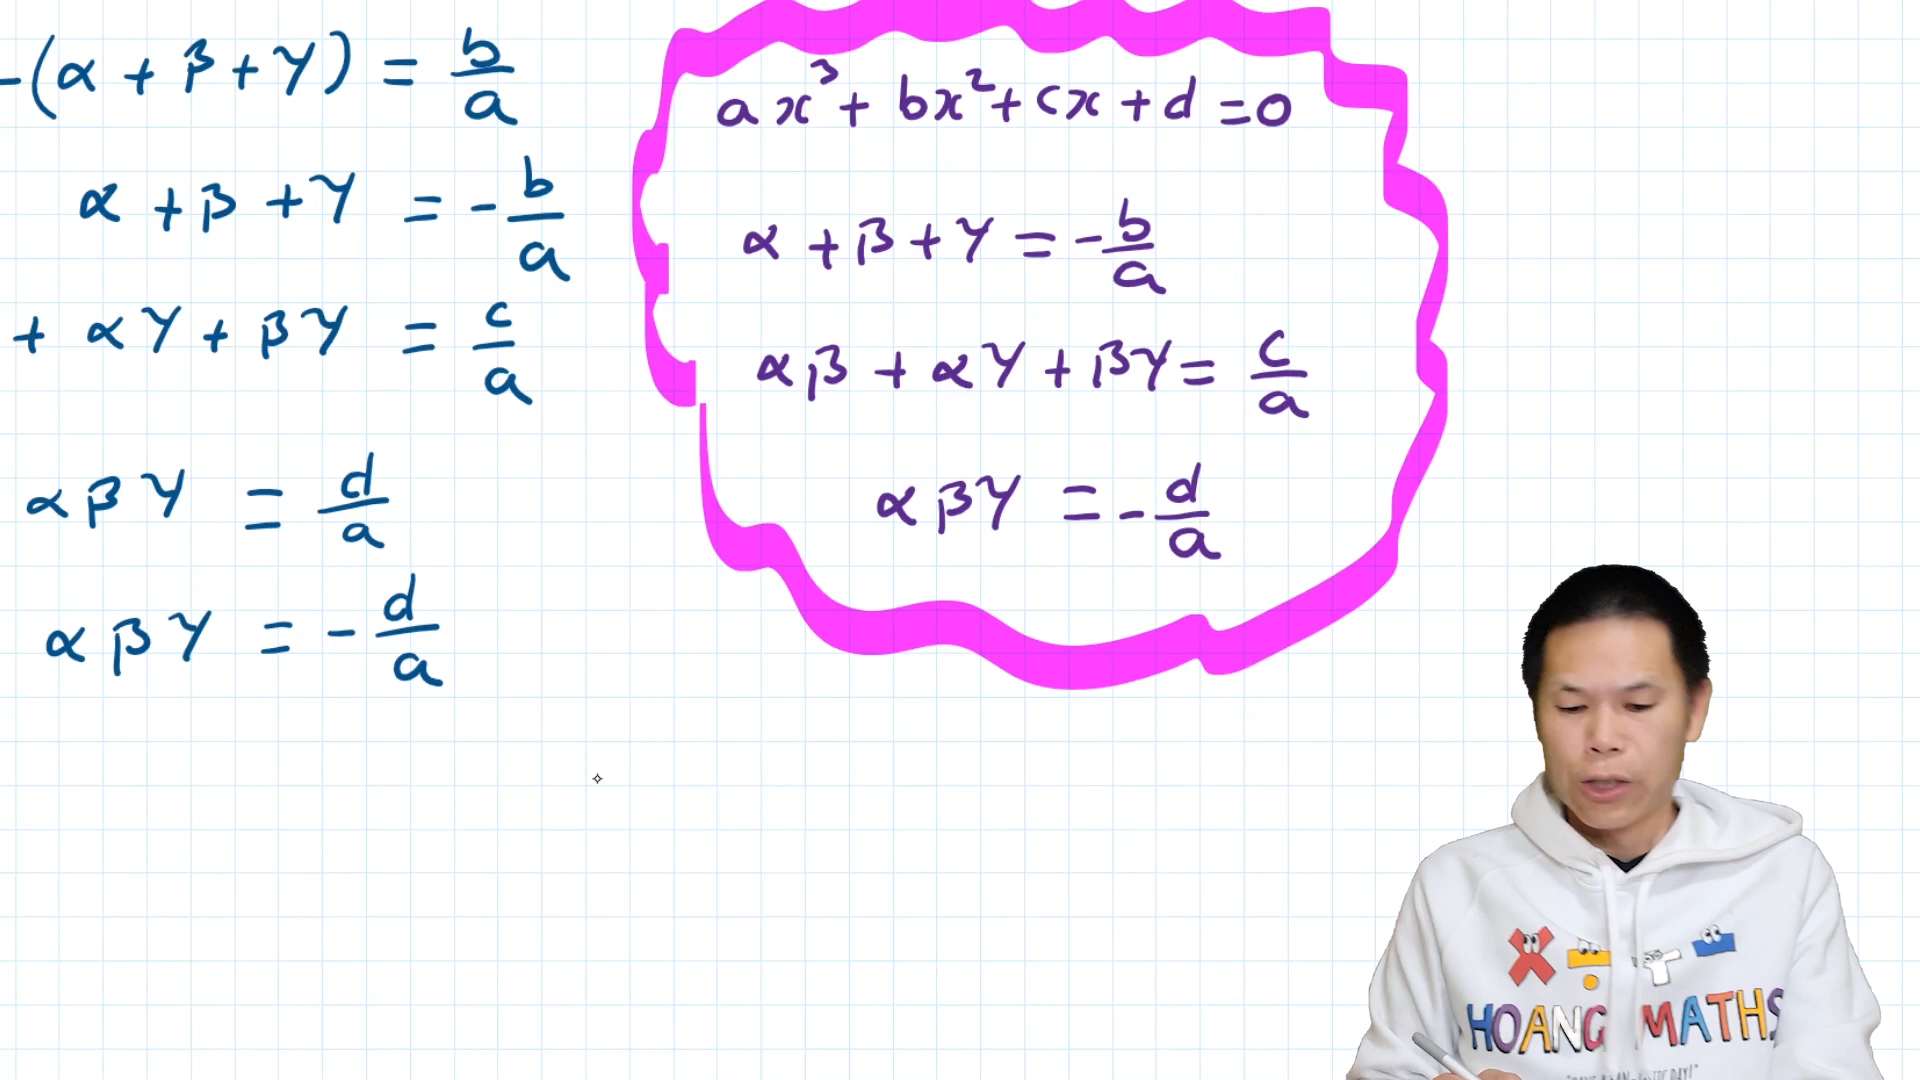 -(α + β + γ) = b/a
α + β + γ = -b/a
+ αγ + βγ = c/a
αβγ = d/a
αβγ = -d/a
ax³ + bx² + cx + d = 0
α + β + γ = -b/a
αβ + αγ + βγ = c/a
αβγ = -d/a
HOANG MATHS